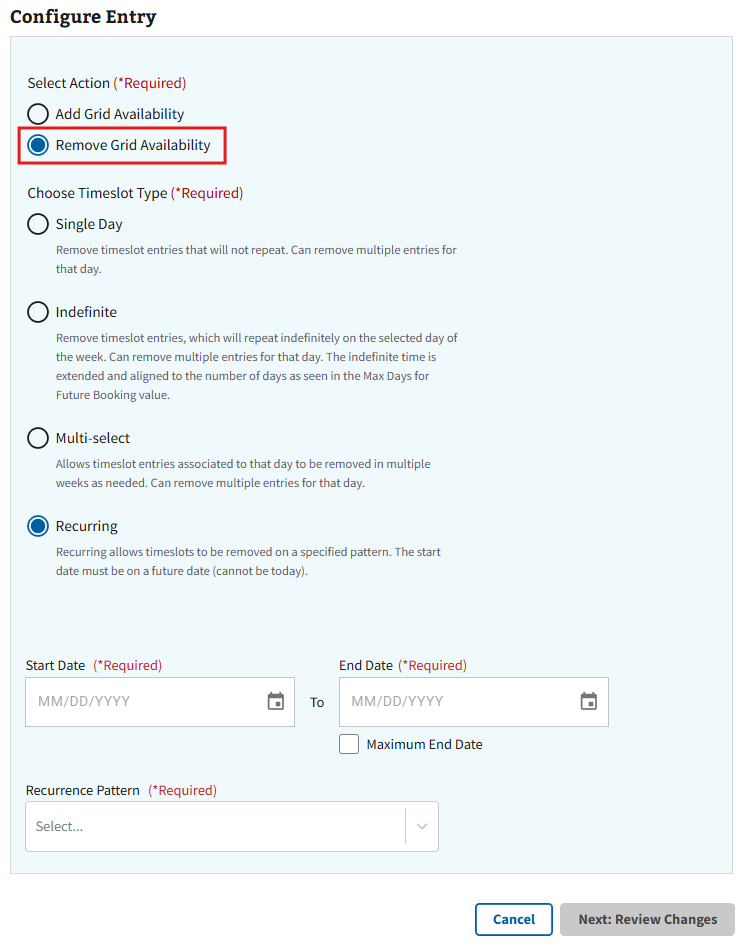 Configure Entry
Select Action (*Required)
Add Grid Availability
Remove Grid Availability
Choose Timeslot Type (*Required)
Single Day
Remove timeslot entries that will not repeat. Can remove multiple entries for
that day.
Indefinite
Remove timeslot entries, which will repeat indefinitely on the selected day of
the week. Can remove multiple entries for that day. The indefinite time is
extended and aligned to the number of days as seen in the Max Days for
Future Booking value.
Multi-select
Allows timeslot entries associated to that day to be removed in multiple
weeks as needed. Can remove multiple entries for that day.
Recurring
Recurring allows timeslots to be removed on a specified pattern. The start
date must be on a future date (cannot be today).
Start Date (*Required) End Date (*Required)
MM/DD/YYYY To MM/DD/YYYY
Maximum End Date
Recurrence Pattern (*Required)
Select...
Cancel Next: Review Changes